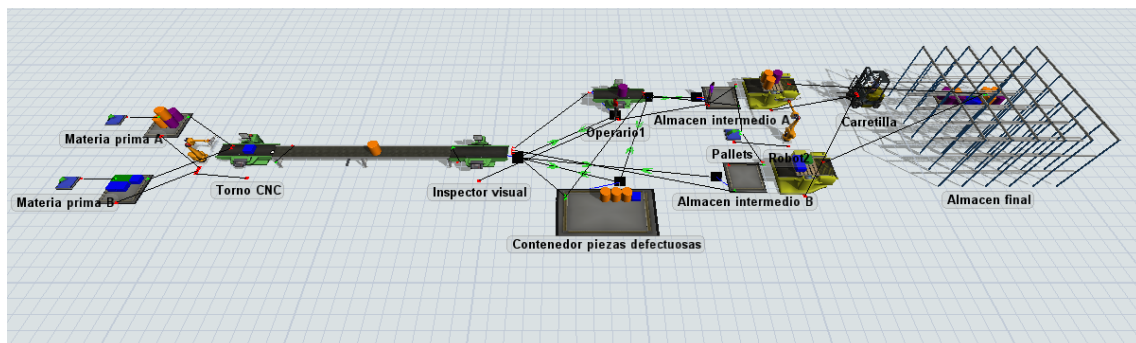 Materia prima A
Materia prima B
Torno CNC
Inspector visual
Operario1
Almacen intermedio A
Pallets
Robot2
Almacen intermedio B
Contenedor piezas defectuosas
Carretilla
Almacen final